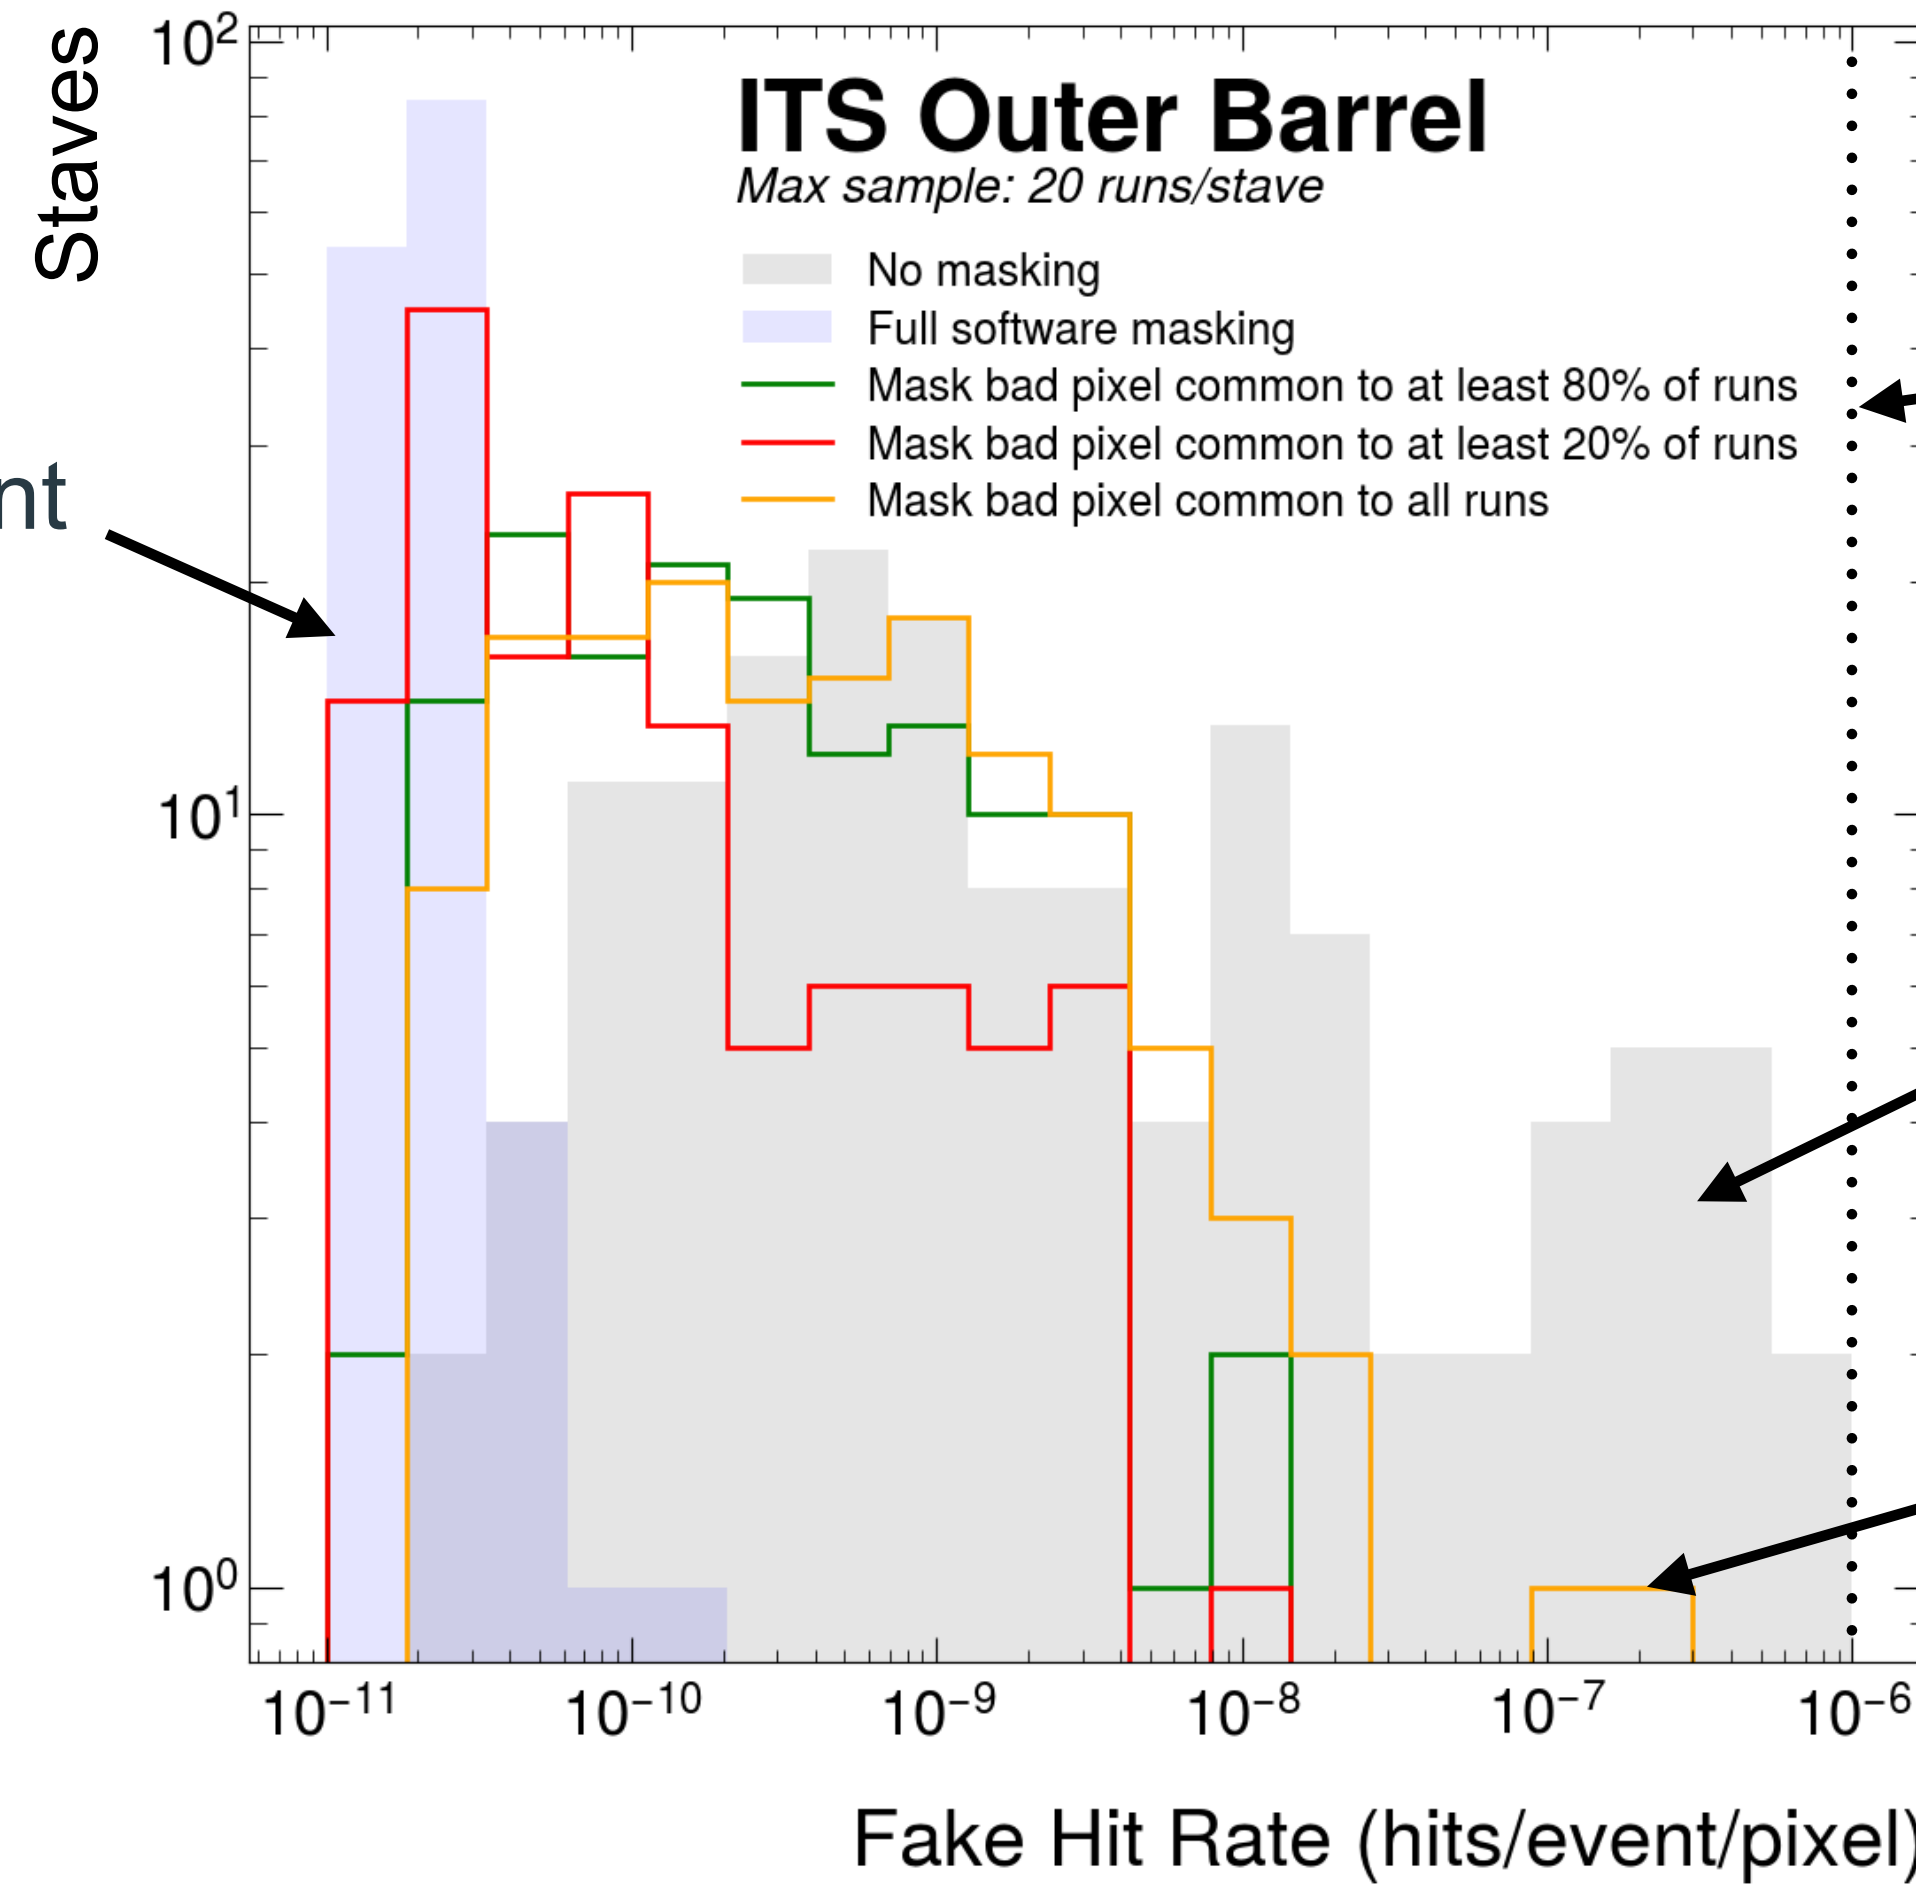 Staves
10²
ITS Outer Barrel
Max sample: 20 runs/stave
No masking
Full software masking
Mask bad pixel common to at least 80% of runs
Mask bad pixel common to at least 20% of runs
Mask bad pixel common to all runs
nt
10¹
10⁰
10⁻¹¹ 10⁻¹⁰ 10⁻⁹ 10⁻⁸ 10⁻⁷ 10⁻⁶
Fake Hit Rate (hits/event/pixel)